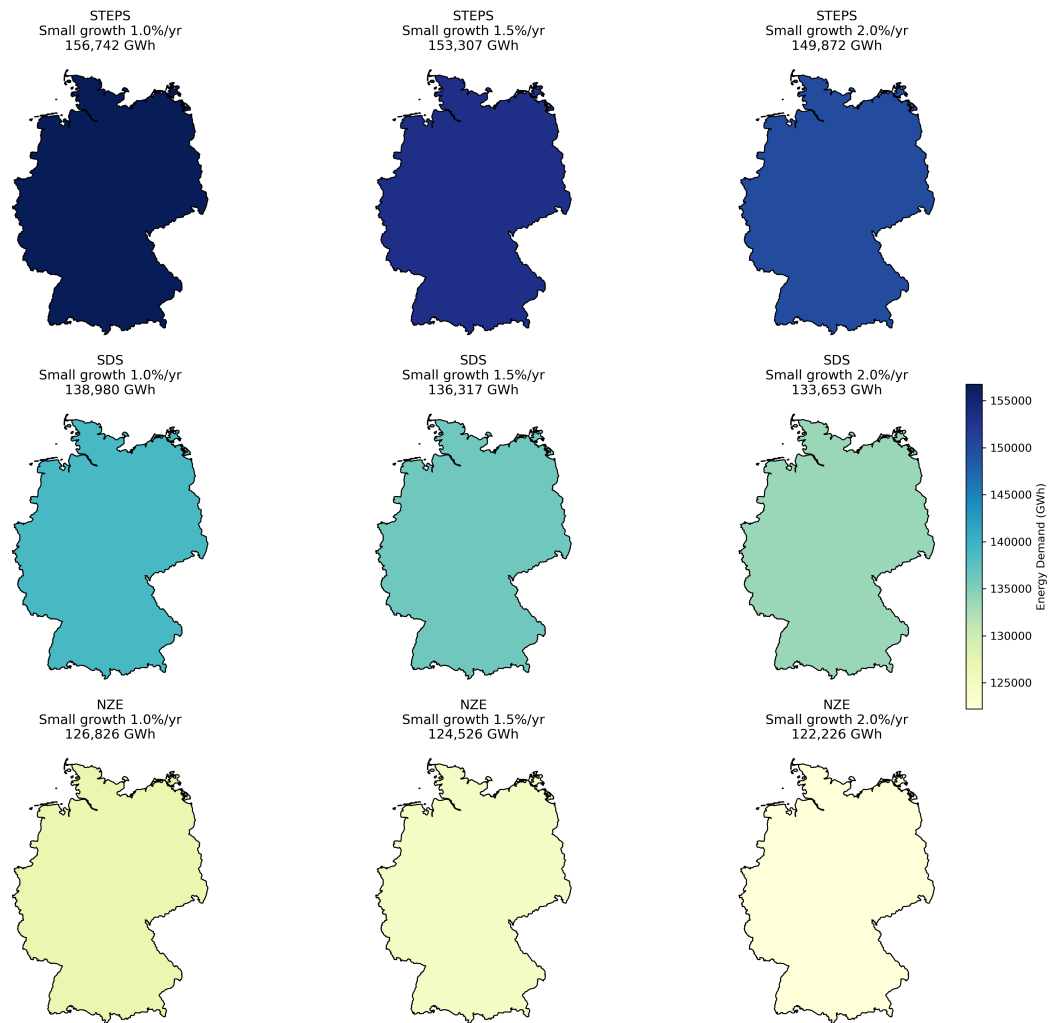 STEPS
Small growth 1.0%/yr
156,742 GWh
STEPS
Small growth 1.5%/yr
153,307 GWh
STEPS
Small growth 2.0%/yr
149,872 GWh
SDS
Small growth 1.0%/yr
138,980 GWh
SDS
Small growth 1.5%/yr
136,317 GWh
SDS
Small growth 2.0%/yr
133,653 GWh
155000
150000
145000
140000
135000
130000
125000
Energy Demand (GWh)
NZE
Small growth 1.0%/yr
126,826 GWh
NZE
Small growth 1.5%/yr
124,526 GWh
NZE
Small growth 2.0%/yr
122,226 GWh